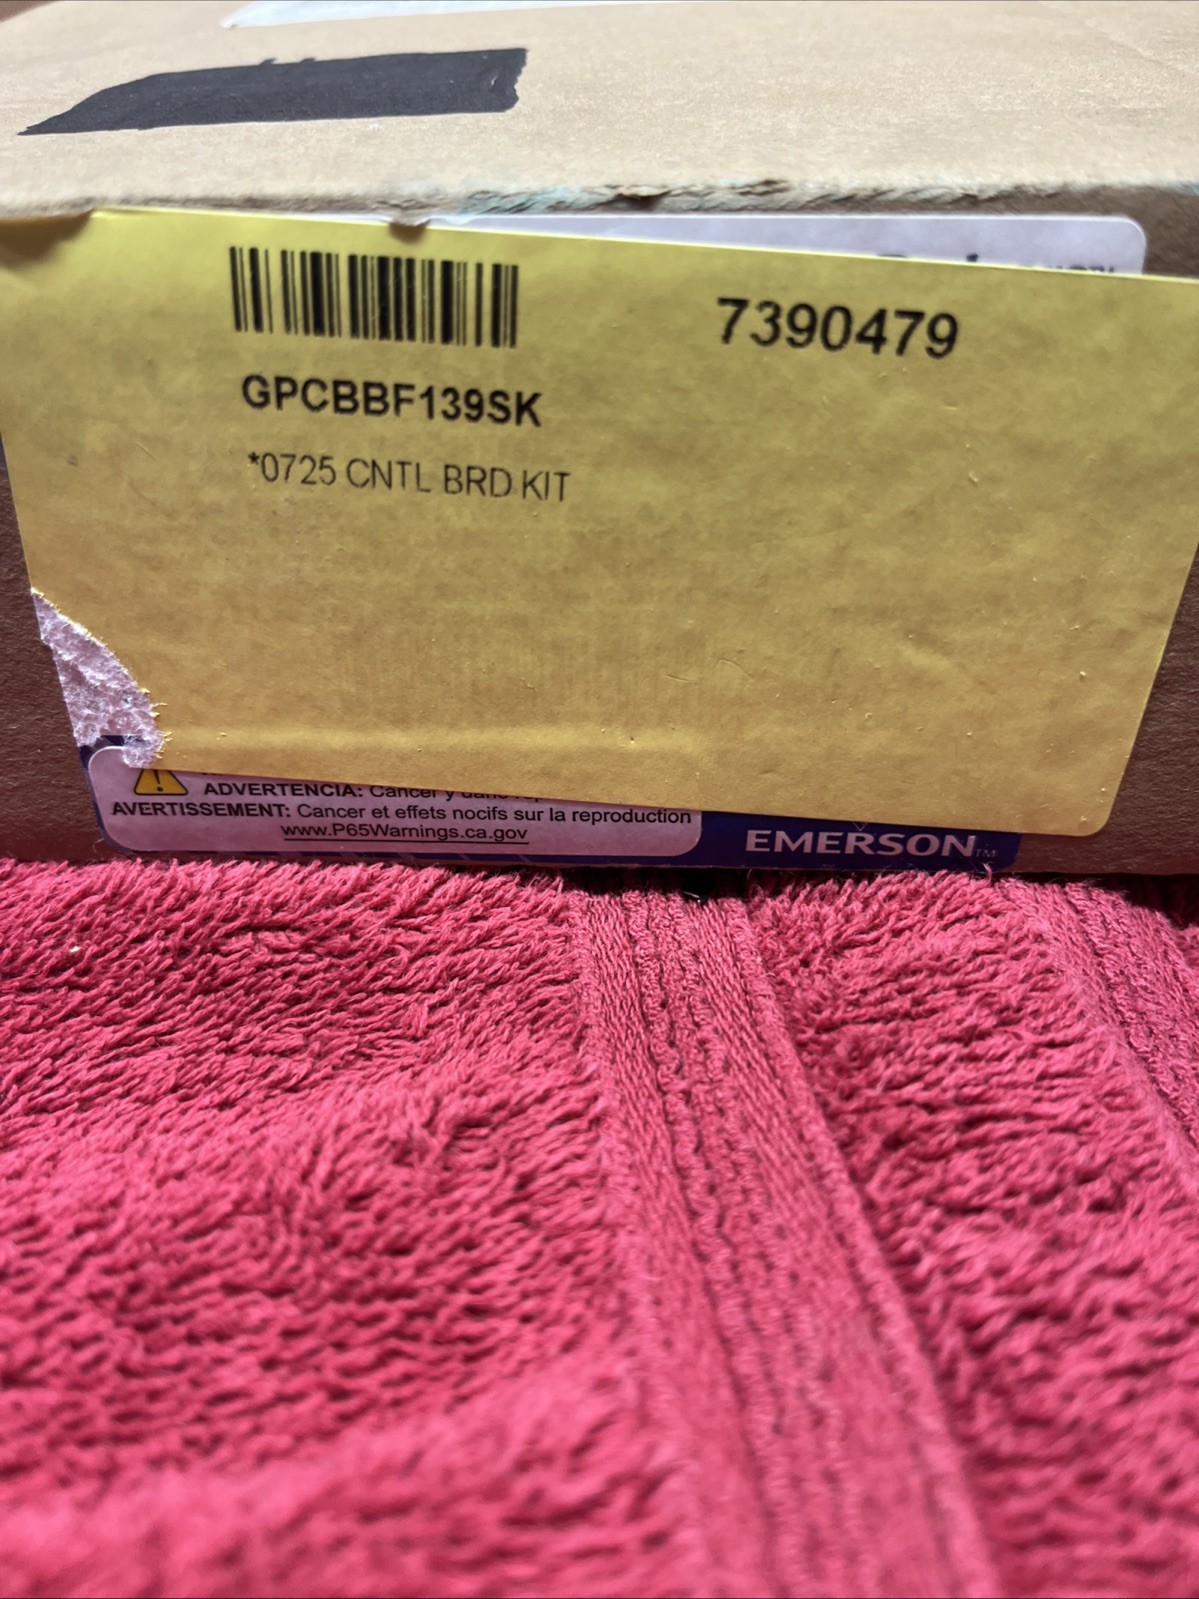 7390479
GPCBBF139SK
*0725 CNTL BRD KIT
ADVERTENCIA: Cancer y
AVERTISSEMENT: Cancer et effets nocifs sur la reproduction
www.P65Warnings.ca.gov
EMERSON™